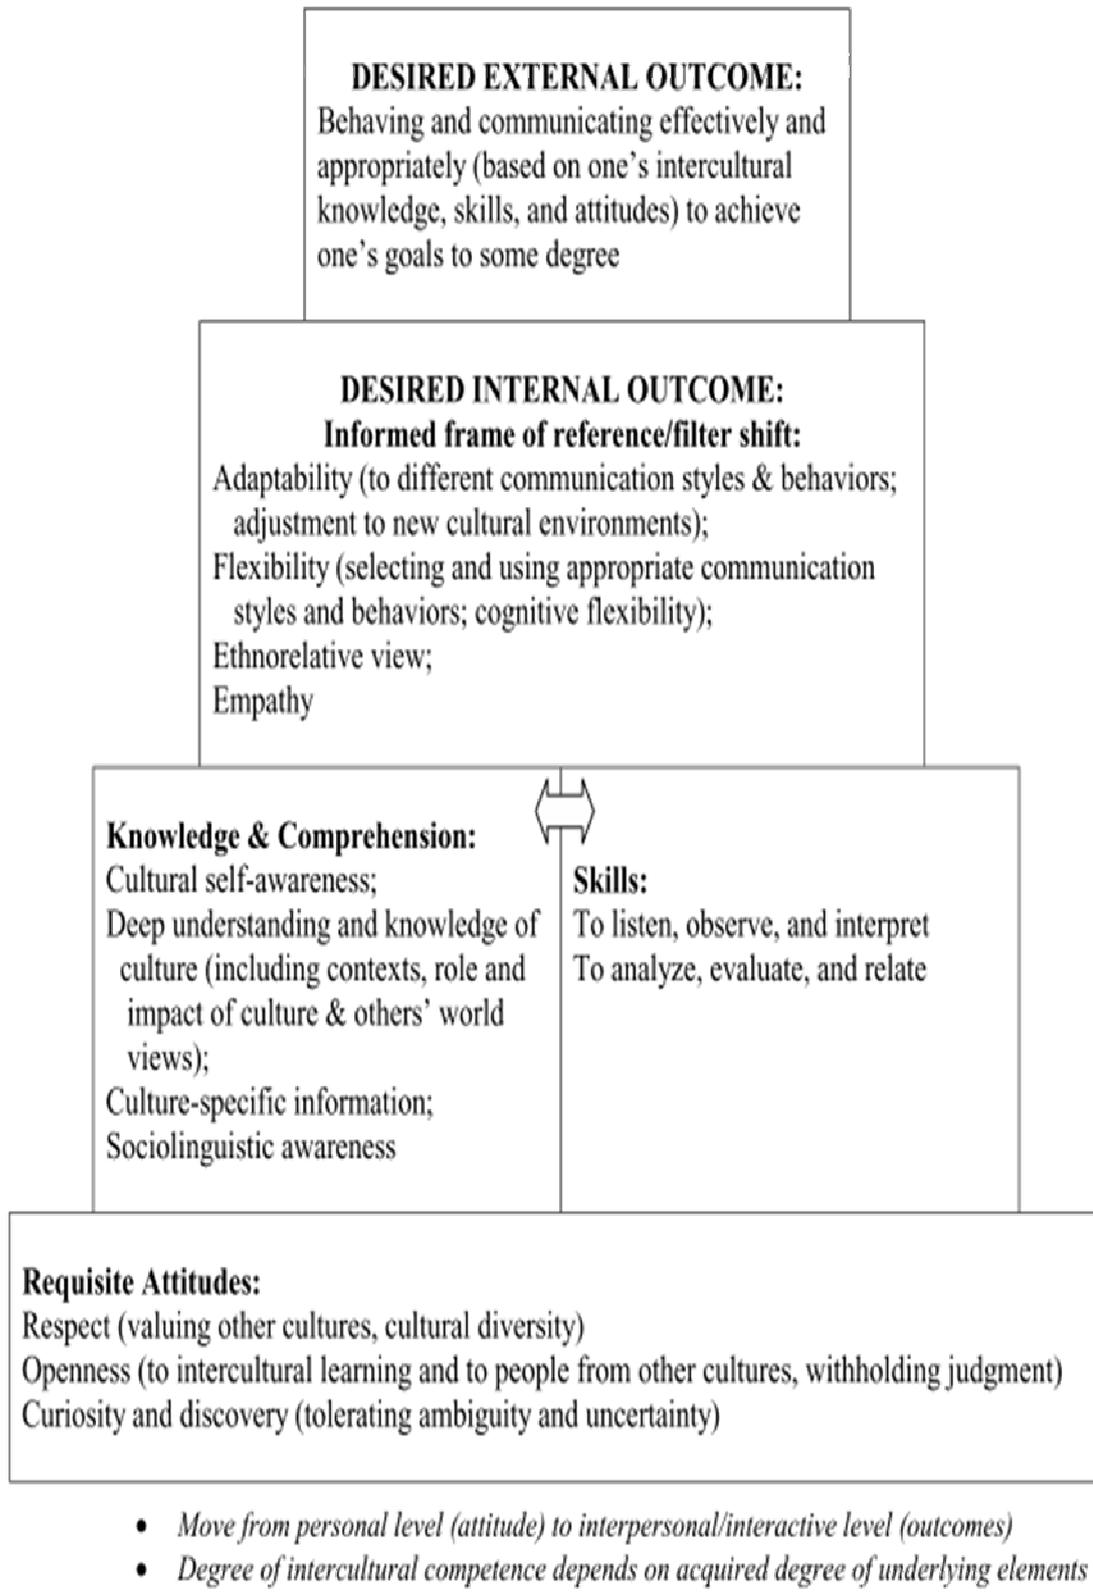 DESIRED EXTERNAL OUTCOME:
Behaving and communicating effectively and
appropriately (based on one’s intercultural
knowledge, skills, and attitudes) to achieve
one’s goals to some degree
DESIRED INTERNAL OUTCOME:
Informed frame of reference/filter shift:
Adaptability (to different communication styles & behaviors;
adjustment to new cultural environments);
Flexibility (selecting and using appropriate communication
styles and behaviors; cognitive flexibility);
Ethnorelative view;
Empathy
Knowledge & Comprehension:
Cultural self-awareness;
Deep understanding and knowledge of
culture (including contexts, role and
impact of culture & others’ world
views);
Culture-specific information;
Sociolinguistic awareness
Skills:
To listen, observe, and interpret
To analyze, evaluate, and relate
Requisite Attitudes:
Respect (valuing other cultures, cultural diversity)
Openness (to intercultural learning and to people from other cultures, withholding judgment)
Curiosity and discovery (tolerating ambiguity and uncertainty)
• Move from personal level (attitude) to interpersonal/interactive level (outcomes)
• Degree of intercultural competence depends on acquired degree of underlying elements